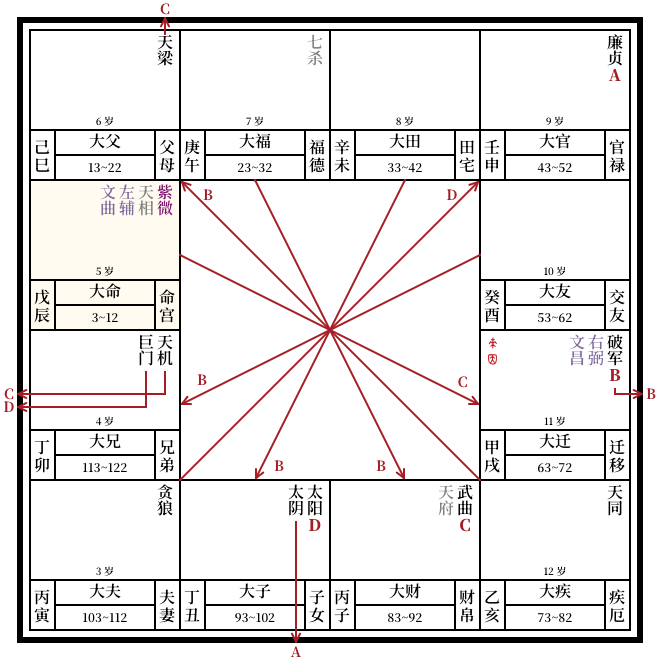 C
天梁
6 岁
己巳
大父
13~22
父母
七杀
7 岁
庚午
大福
23~32
福德
8 岁
辛未
大田
33~42
田宅
廉贞
A
9 岁
壬申
大官
43~52
官禄
文曲
左辅
天相
紫微
5 岁
戊辰
大命
3~12
命宫
B
D
10 岁
癸酉
大友
53~62
交友
巨门
天机
C
D
4 岁
丁卯
大兄
113~122
兄弟
B
C
B
B
文昌
右弼
破军
B
B
11 岁
甲戌
大迁
63~72
迁移
贪狼
3 岁
丙寅
大夫
103~112
夫妻
太阴
太阳
D
丁丑
大子
93~102
子女
A
天府
武曲
C
丙子
大财
83~92
财帛
天同
12 岁
乙亥
大疾
73~82
疾厄